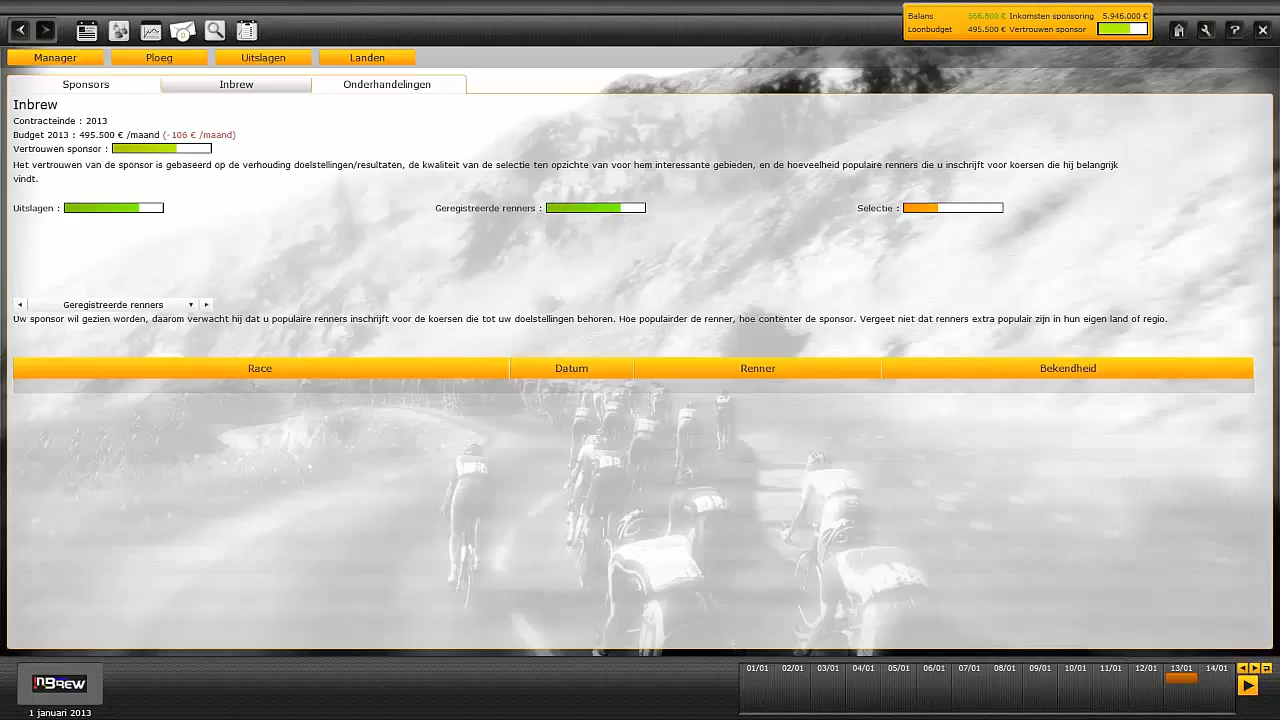 Balans 566.800 € Inkomsten sponsoring 5.946.000 €
Loonbudget 495.500 € Vertrouwen sponsor
Manager Ploeg Uitslagen Landen
Sponsors Inbrew Onderhandelingen
Inbrew
Contracteinde : 2013
Budget 2013 : 495.500 € /maand (-106 € /maand)
Vertrouwen sponsor :
Het vertrouwen van de sponsor is gebaseerd op de verhouding doelstellingen/resultaten, de kwaliteit van de selectie ten opzichte van voor hem interessante gebieden, en de hoeveelheid populaire renners die u inschrijft voor koersen die hij belangrijk
vindt.
Uitslagen : Geregistreerde renners : Selectie :
Geregistreerde renners
Uw sponsor wil gezien worden, daarom verwacht hij dat u populaire renners inschrijft voor de koersen die tot uw doelstellingen behoren. Hoe populairder de renner, hoe contenter de sponsor. Vergeet niet dat renners extra populair zijn in hun eigen land of regio.
Race Datum Renner Bekendheid
01/01 02/01 03/01 04/01 05/01 06/01 07/01 08/01 09/01 10/01 11/01 12/01 13/01 14/01
InBrew
1 januari 2013